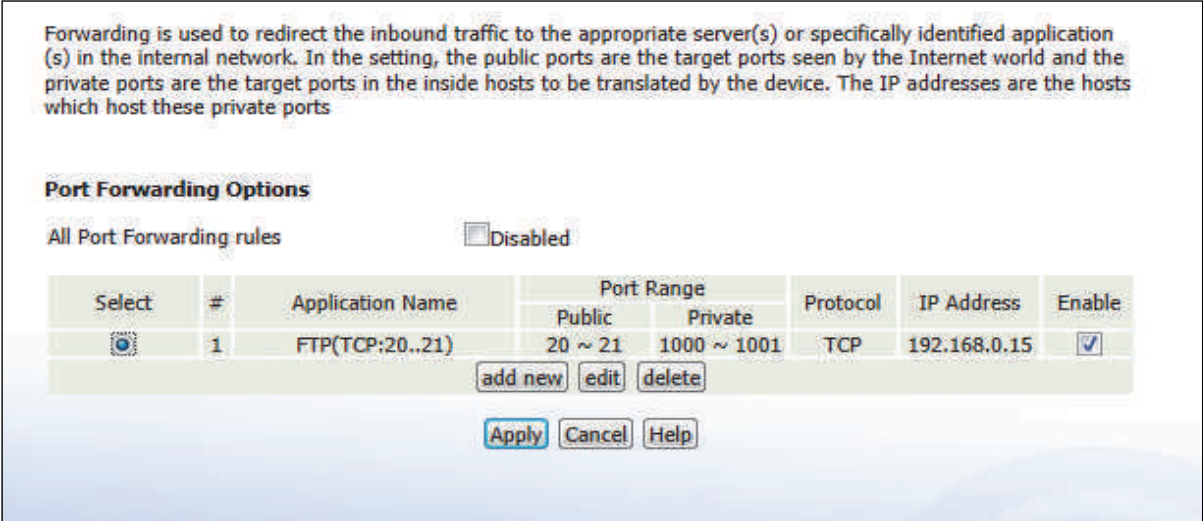 Forwarding is used to redirect the inbound traffic to the appropriate server(s) or specifically identified application
(s) in the internal network. In the setting, the public ports are the target ports seen by the Internet world and the
private ports are the target ports in the inside hosts to be translated by the device. The IP addresses are the hosts
which host these private ports
Port Forwarding Options
All Port Forwarding rules Disabled
Select # Application Name Port Range Protocol IP Address Enable
Public Private
1 FTP(TCP:20..21) 20 ~ 21 1000 ~ 1001 TCP 192.168.0.15
add new edit delete
Apply Cancel Help